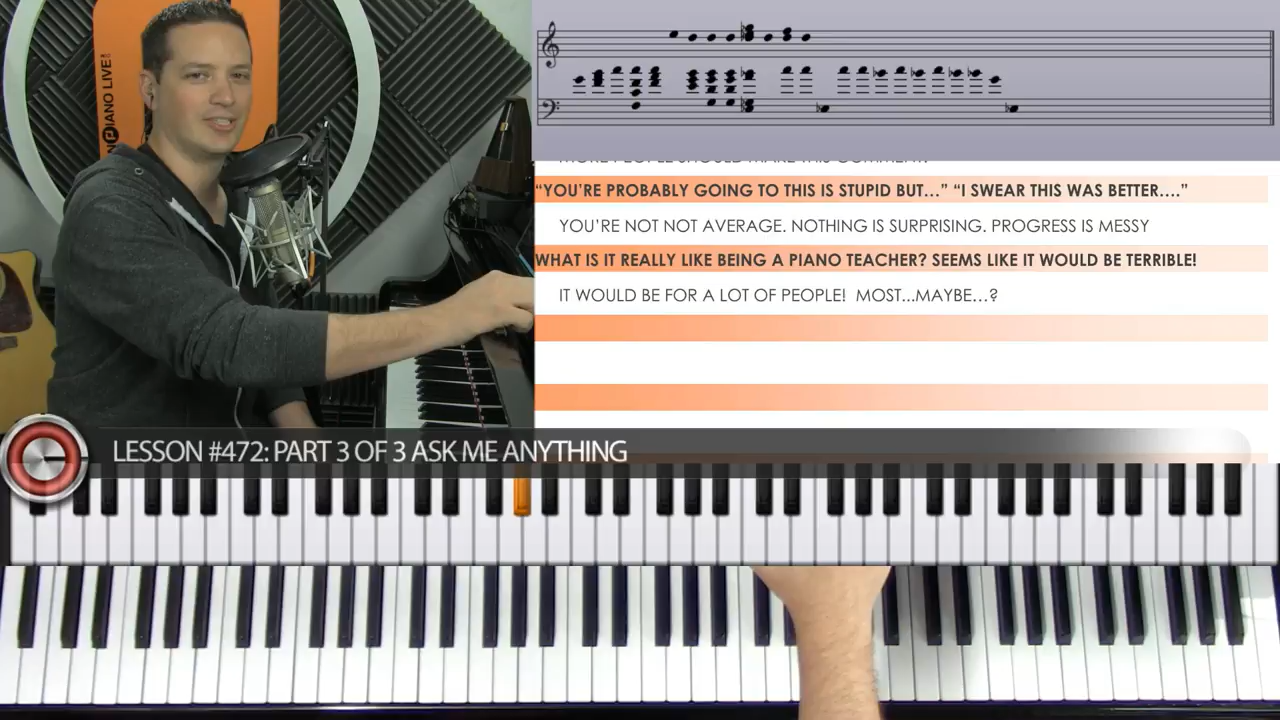 PIANO LIVE!
“YOU’RE PROBABLY GOING TO THIS IS STUPID BUT…” “I SWEAR THIS WAS BETTER….”
YOU’RE NOT NOT AVERAGE. NOTHING IS SURPRISING. PROGRESS IS MESSY
WHAT IS IT REALLY LIKE BEING A PIANO TEACHER? SEEMS LIKE IT WOULD BE TERRIBLE!
IT WOULD BE FOR A LOT OF PEOPLE!  MOST…MAYBE…?
LESSON #472: PART 3 OF 3 ASK ME ANYTHING